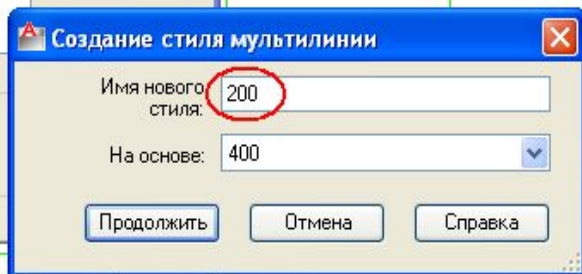 Создание стиля мультилинии
Имя нового
стиля:
200
На основе:
400
Продолжить
Отмена
Справка